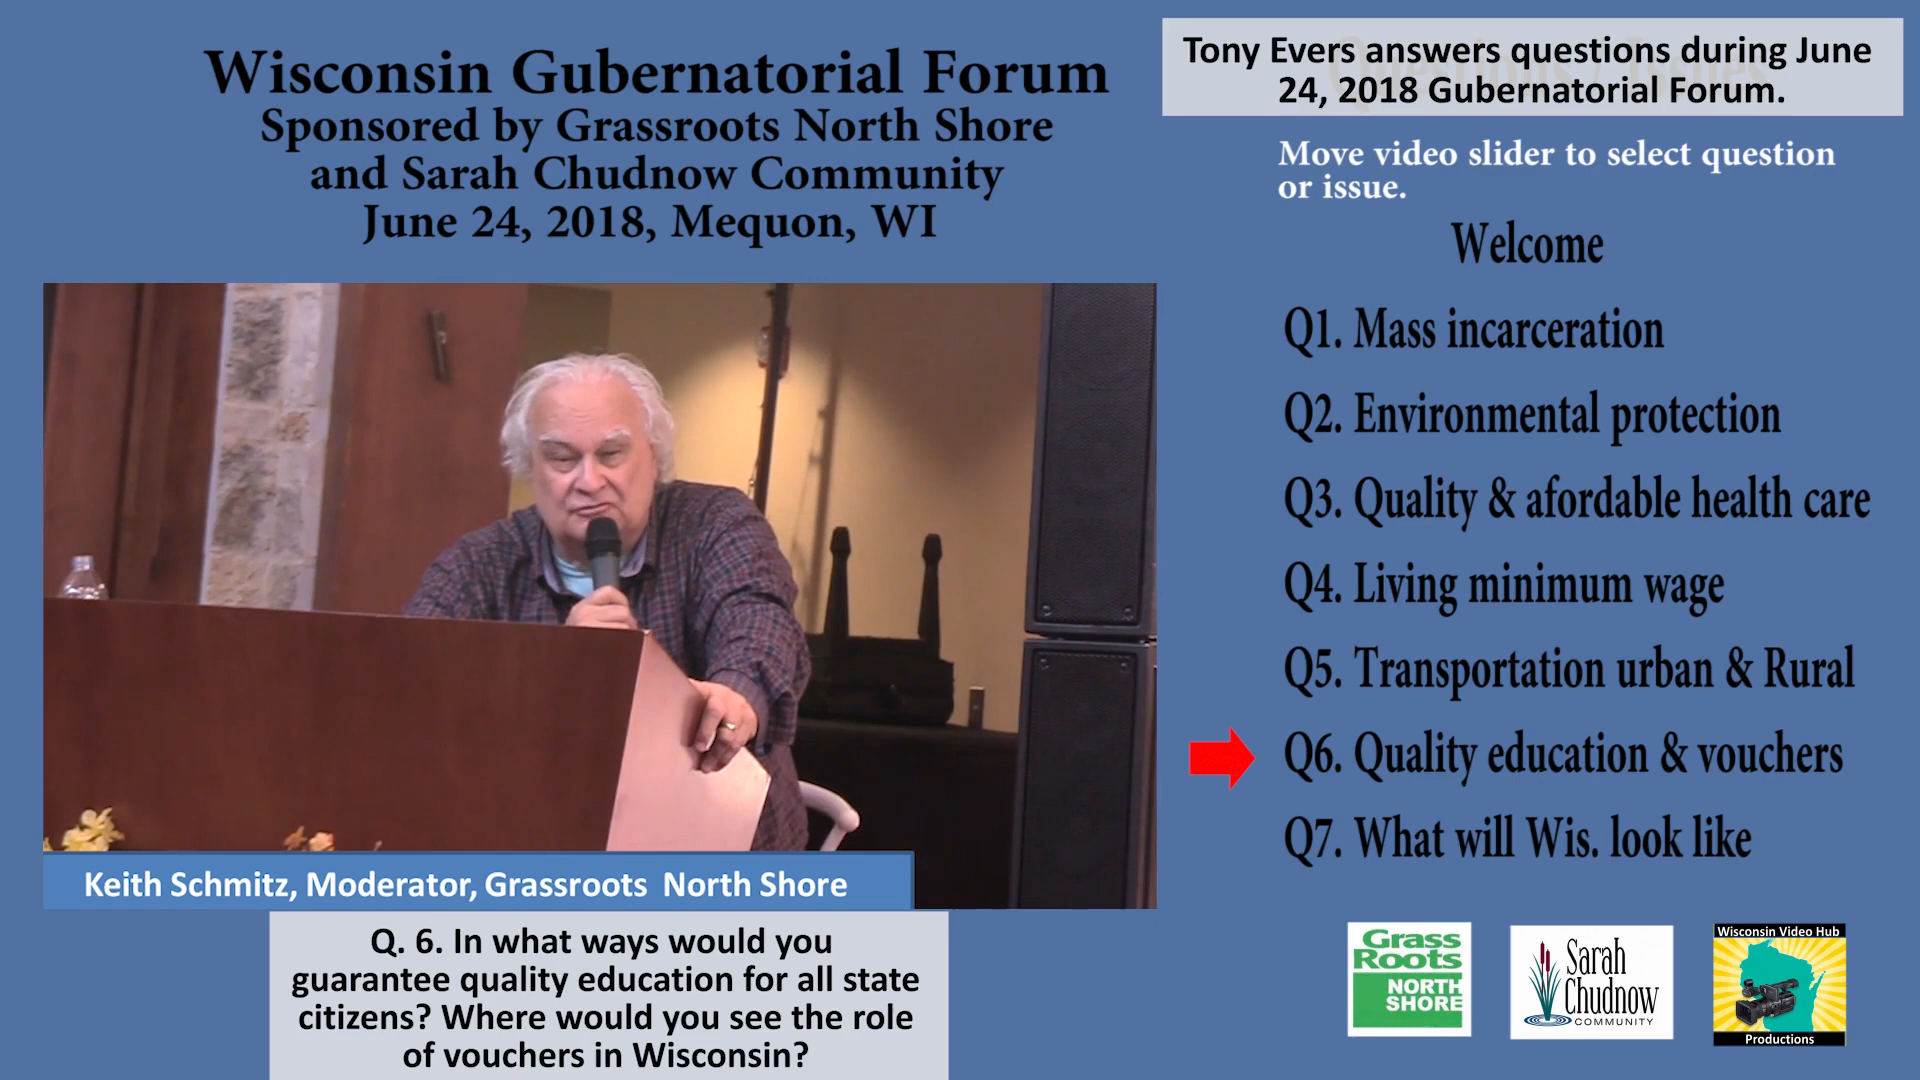 Wisconsin Gubernatorial Forum
Sponsored by Grassroots North Shore
and Sarah Chudnow Community
June 24, 2018, Mequon, WI
Tony Evers answers questions during June
24, 2018 Gubernatorial Forum.
Move video slider to select question
or issue.
Welcome
Q1. Mass incarceration
Q2. Environmental protection
Q3. Quality & afordable health care
Q4. Living minimum wage
Q5. Transportation urban & Rural
Q6. Quality education & vouchers
Q7. What will Wis. look like
Keith Schmitz, Moderator, Grassroots North Shore
Q. 6. In what ways would you
guarantee quality education for all state
citizens? Where would you see the role
of vouchers in Wisconsin?
Grass
Roots
NORTH
SHORE
Sarah
Chudnow
COMMUNITY
Wisconsin Video Hub
Productions